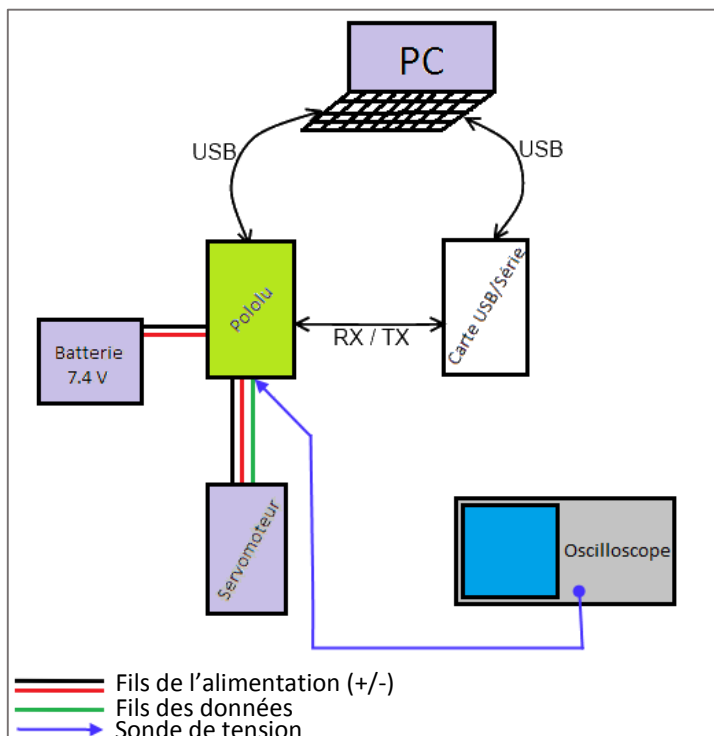 PC
USB
USB
Pololu
Carte USB/Série
RX / TX
Batterie
7.4 V
Servomoteur
Oscilloscope
Fils de l'alimentation (+/-)
Fils des données
Sonde de tension